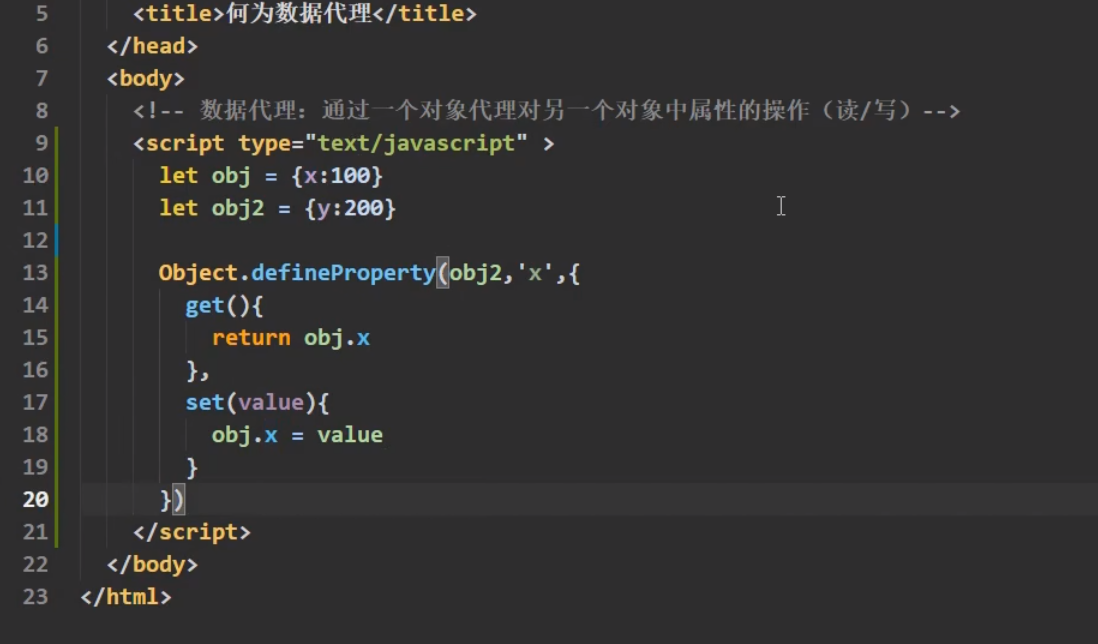 5 <title>何为数据代理</title>
6 </head>
7 <body>
8 <!-- 数据代理：通过一个对象代理对另一个对象中属性的操作（读/写）-->
9 <script type="text/javascript" >
10 let obj = {x:100}
11 let obj2 = {y:200}
12
13 Object.defineProperty(obj2,'x',{
14 get(){
15 return obj.x
16 },
17 set(value){
18 obj.x = value
19 }
20 })
21 </script>
22 </body>
23 </html>